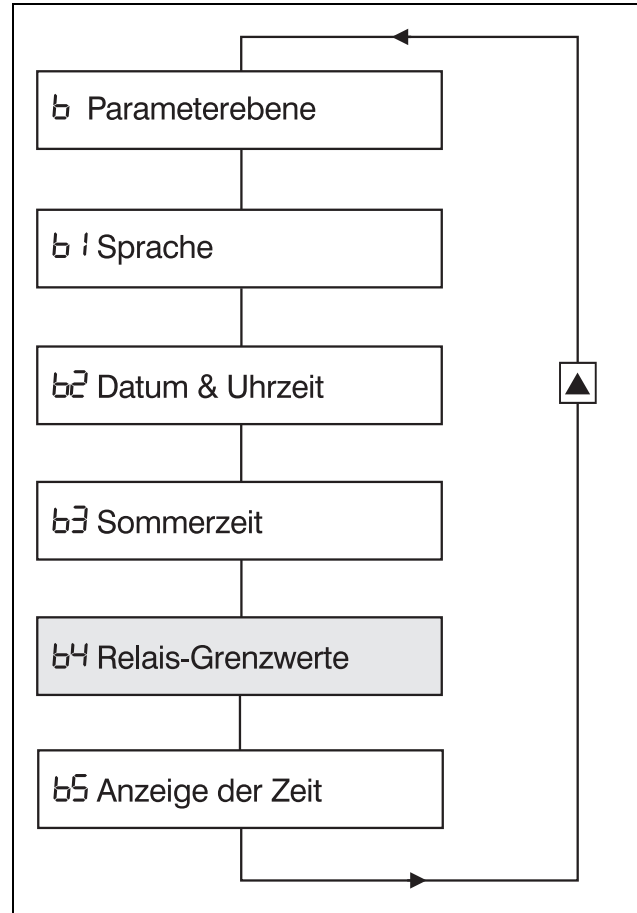 b Parameterebene
b1 Sprache
b2 Datum & Uhrzeit
b3 Sommerzeit
b4 Relais-Grenzwerte
b5 Anzeige der Zeit